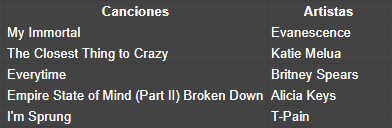 Canciones Artistas
My Immortal Evanescence
The Closest Thing to Crazy Katie Melua
Everytime Britney Spears
Empire State of Mind (Part II) Broken Down Alicia Keys
I'm Sprung T-Pain